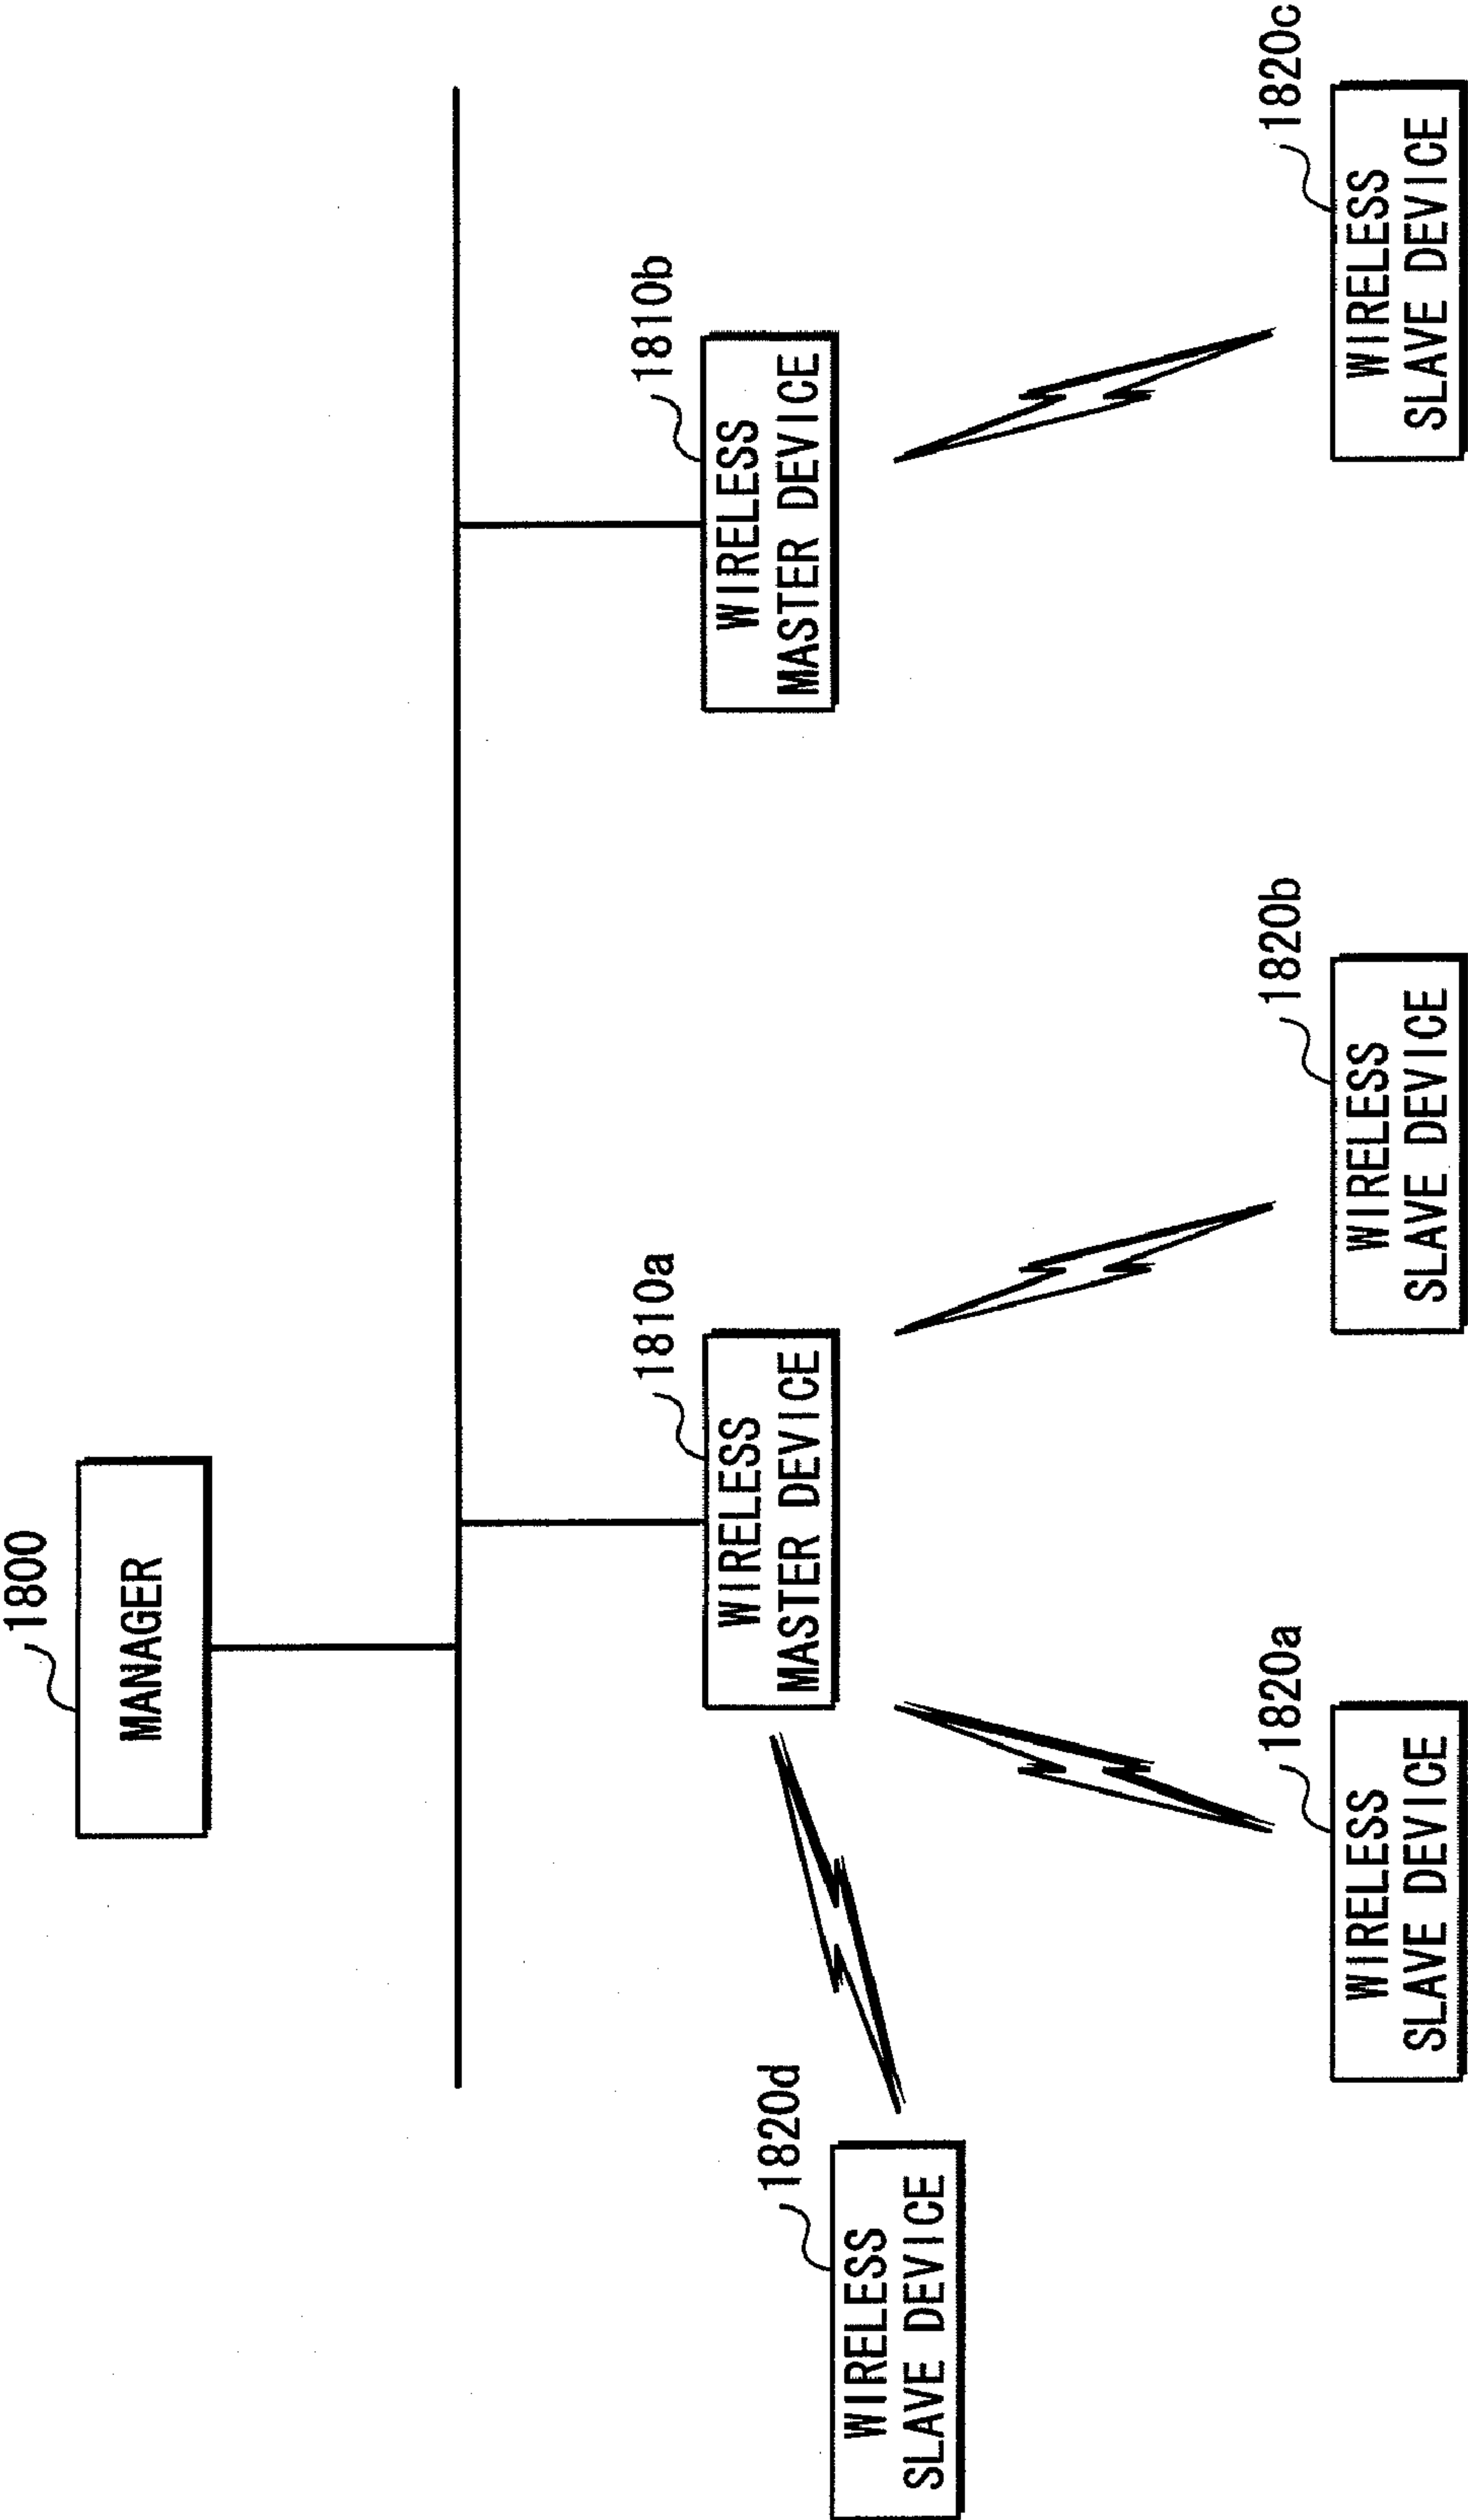 1800
MANAGER
1810a
WIRELESS
MASTER DEVICE
1810b
WIRELESS
MASTER DEVICE
1820d
WIRELESS
SLAVE DEVICE
1820a
WIRELESS
SLAVE DEVICE
1820b
WIRELESS
SLAVE DEVICE
1820c
WIRELESS
SLAVE DEVICE